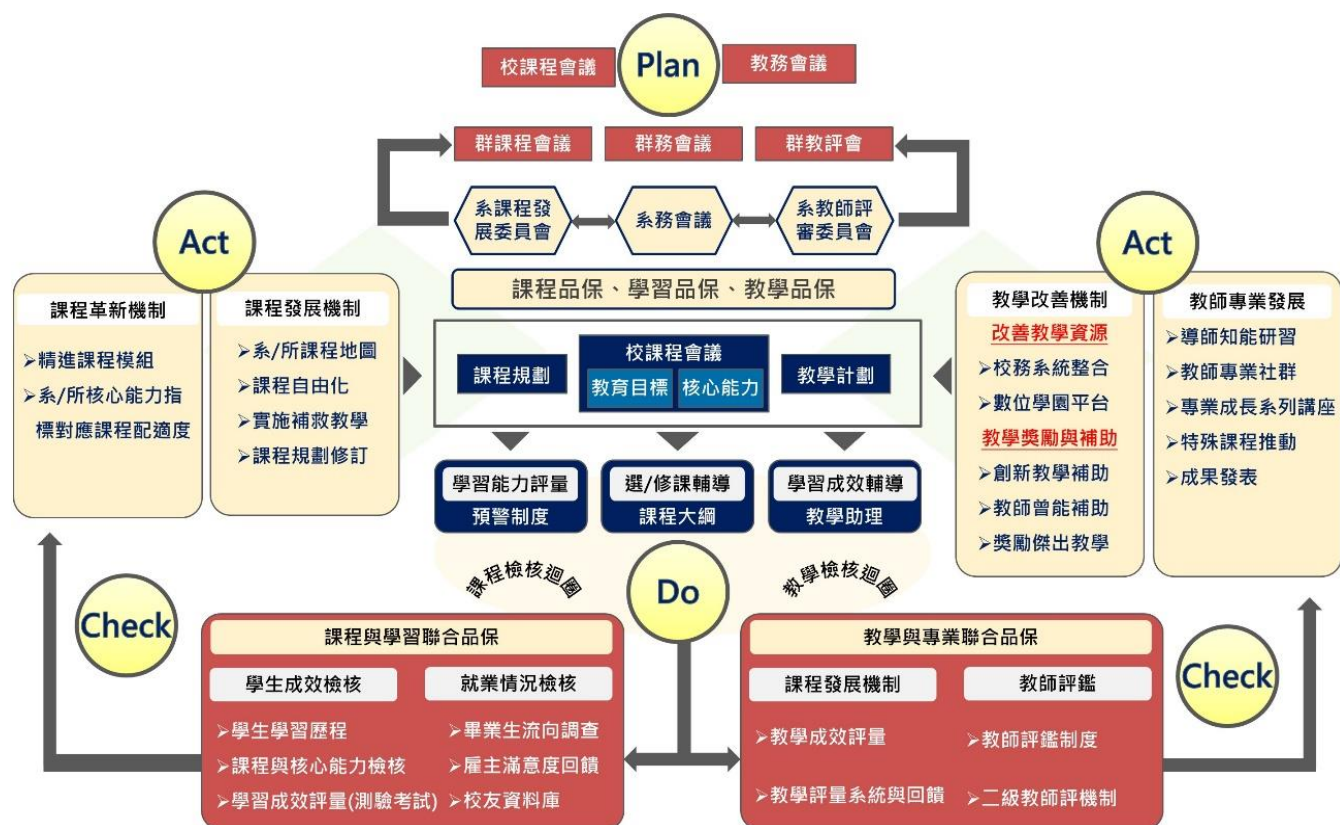 校課程會議
Plan
教務會議
群課程會議
群務會議
群教評會
系課程發
展委員會
系務會議
系教師評
審委員會
課程品保、學習品保、教學品保
Act
課程革新機制
➢精進課程模組
➢系/所核心能力指
標對應課程配適度
課程發展機制
➢系/所課程地圖
➢課程自由化
➢實施補救教學
➢課程規劃修訂
課程規劃
校課程會議
教育目標
核心能力
教學計劃
Act
教學改善機制
改善教學資源
➢校務系統整合
➢數位學園平台
教學獎勵與補助
➢創新教學補助
➢教師曾能補助
➢獎勵傑出教學
教師專業發展
➢導師知能研習
➢教師專業社群
➢專業成長系列講座
➢特殊課程推動
➢成果發表
學習能力評量
預警制度
選/修課輔導
課程大綱
學習成效輔導
教學助理
課程檢核迴圈
Do
教學檢核迴圈
Check
課程與學習聯合品保
學生成效檢核
➢學生學習歷程
➢課程與核心能力檢核
➢學習成效評量(測驗考試)
就業情況檢核
➢畢業生流向調查
➢雇主滿意度回饋
➢校友資料庫
教學與專業聯合品保
課程發展機制
➢教學成效評量
➢教學評量系統與回饋
教師評鑑
➢教師評鑑制度
➢二級教師評機制
Check